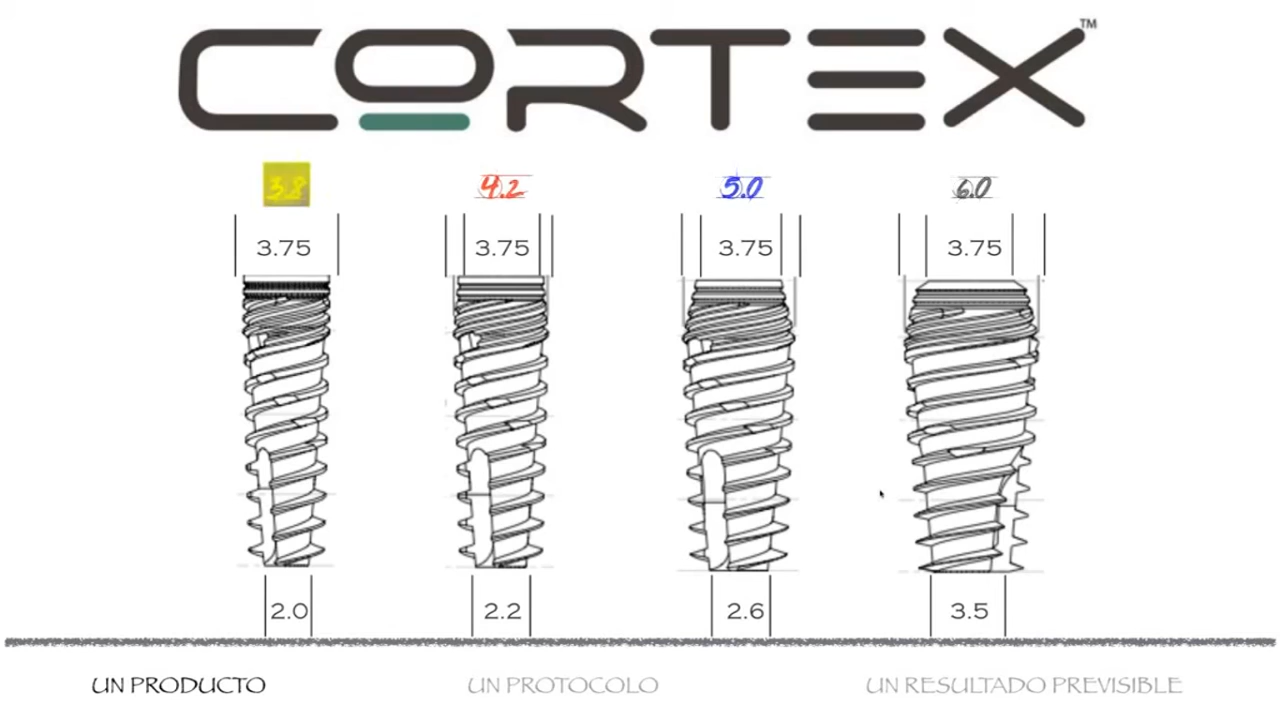 CORTEX™
3.8 4.2 5.0 6.0
3.75 3.75 3.75 3.75
2.0 2.2 2.6 3.5
UN PRODUCTO UN PROTOCOLO UN RESULTADO PREVISIBLE